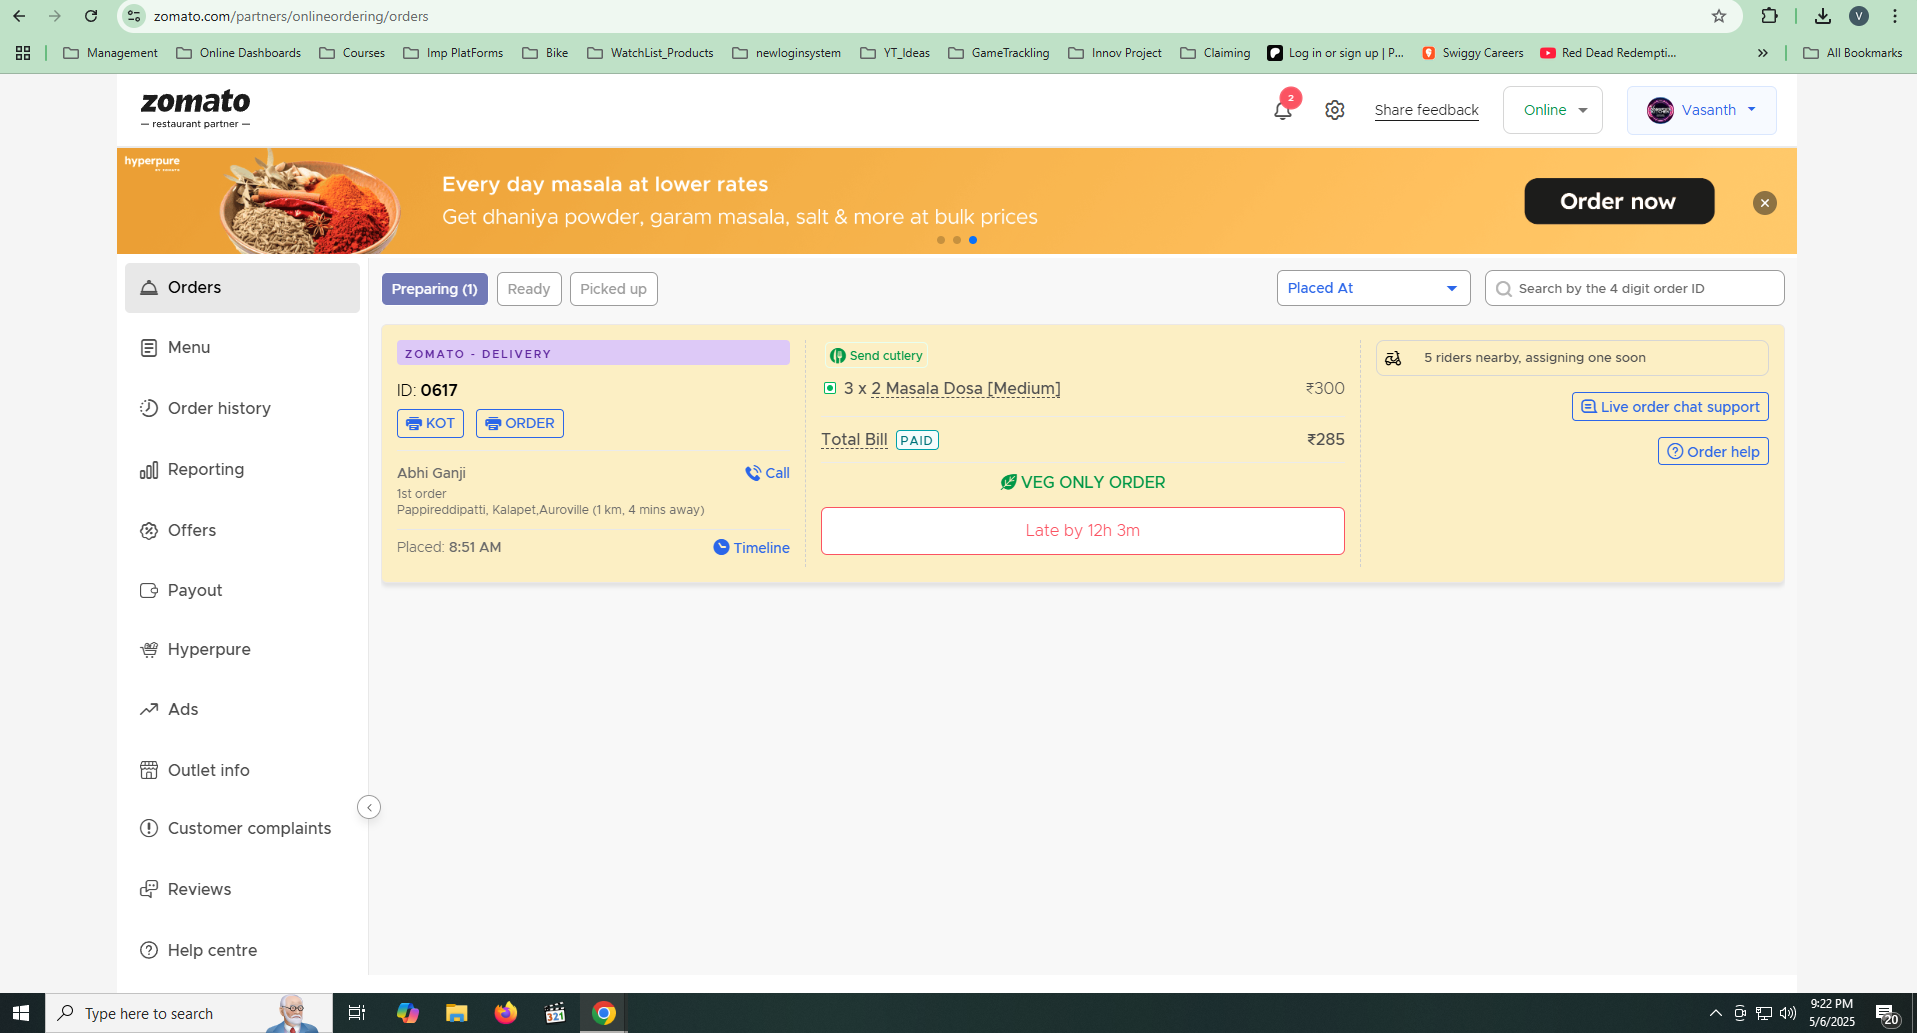 zomato.com/partners/onlineordering/orders
V
Management
Online Dashboards
Courses
Imp PlatForms
Bike
WatchList_Products
newloginsystem
YT_Ideas
GameTrackling
Innov Project
Claiming
Log in or sign up | P...
Swiggy Careers
Red Dead Redempti...
All Bookmarks
zomato
restaurant partner
2
Share feedback
Online
Vasanth
hyperpure
BY ZOMATO
Every day masala at lower rates
Get dhaniya powder, garam masala, salt & more at bulk prices
Order now
Orders
Menu
Order history
Reporting
Offers
Payout
Hyperpure
Ads
Outlet info
Customer complaints
Reviews
Help centre
Preparing (1)
Ready
Picked up
Placed At
Search by the 4 digit order ID
ZOMATO - DELIVERY
ID: 0617
KOT
ORDER
Abhi Ganji
Call
1st order
Pappireddipatti, Kalapet,Auroville (1 km, 4 mins away)
Placed: 8:51 AM
Timeline
Send cutlery
3 x 2 Masala Dosa [Medium]
₹300
Total Bill
PAID
₹285
VEG ONLY ORDER
Late by 12h 3m
5 riders nearby, assigning one soon
Live order chat support
Order help
Type here to search
321
9:22 PM
5/6/2025
20